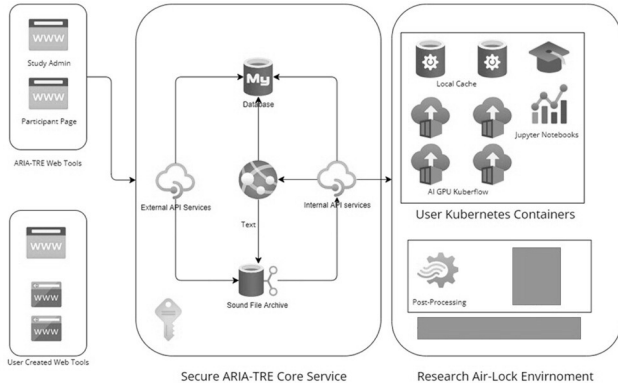 WWW
Study Admin
WWW
Participant Page
ARIA-TRE Web Tools
WWW
WWW
WWW
User Created Web Tools
My
Database
External API Services
Text
Internal API services
Sound File Archive
Secure ARIA-TRE Core Service
Local Cache
Jupyter Notebooks
AI GPU Kuberflow
User Kubernetes Containers
Post-Processing
Research Air-Lock Envirnoment